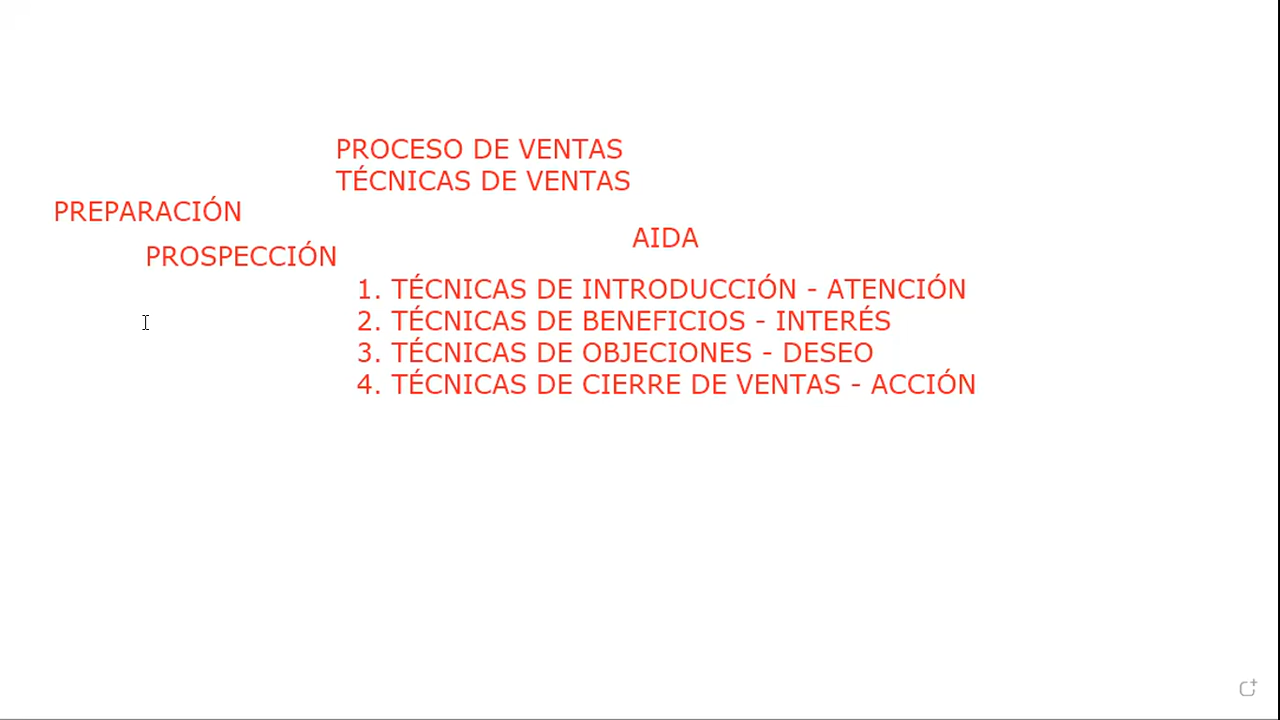 PROCESO DE VENTAS
TÉCNICAS DE VENTAS
PREPARACIÓN
AIDA
PROSPECCIÓN
1. TÉCNICAS DE INTRODUCCIÓN - ATENCIÓN
2. TÉCNICAS DE BENEFICIOS - INTERÉS
3. TÉCNICAS DE OBJECIONES - DESEO
4. TÉCNICAS DE CIERRE DE VENTAS - ACCIÓN